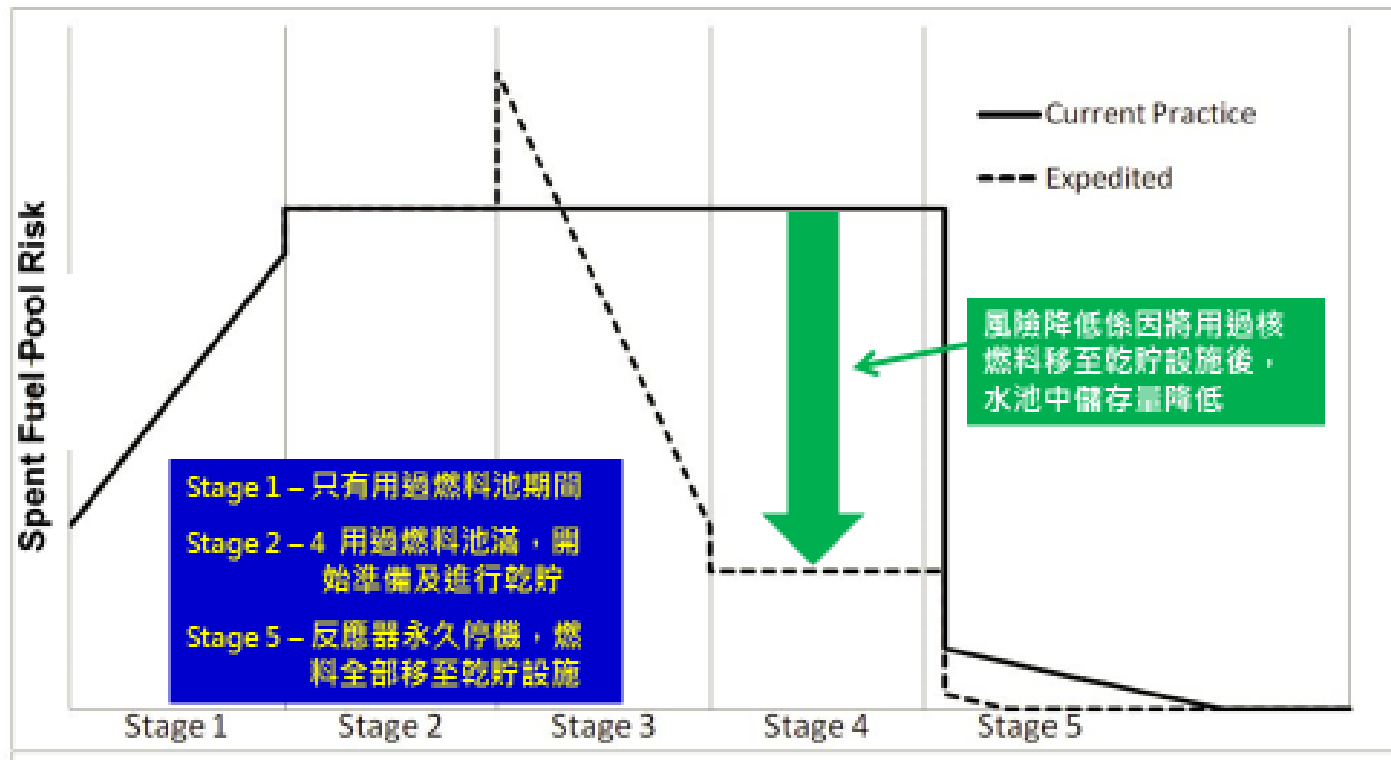 Spent Fuel Pool Risk
Current Practice
Expedited
風險降低係因將用過核
燃料移至乾貯設施後，
水池中儲存量降低
Stage 1 – 只有用過燃料池期間
Stage 2 – 4 用過燃料池滿，開
始準備及進行乾貯
Stage 5 – 反應器永久停機，燃
料全部移至乾貯設施
Stage 1
Stage 2
Stage 3
Stage 4
Stage 5